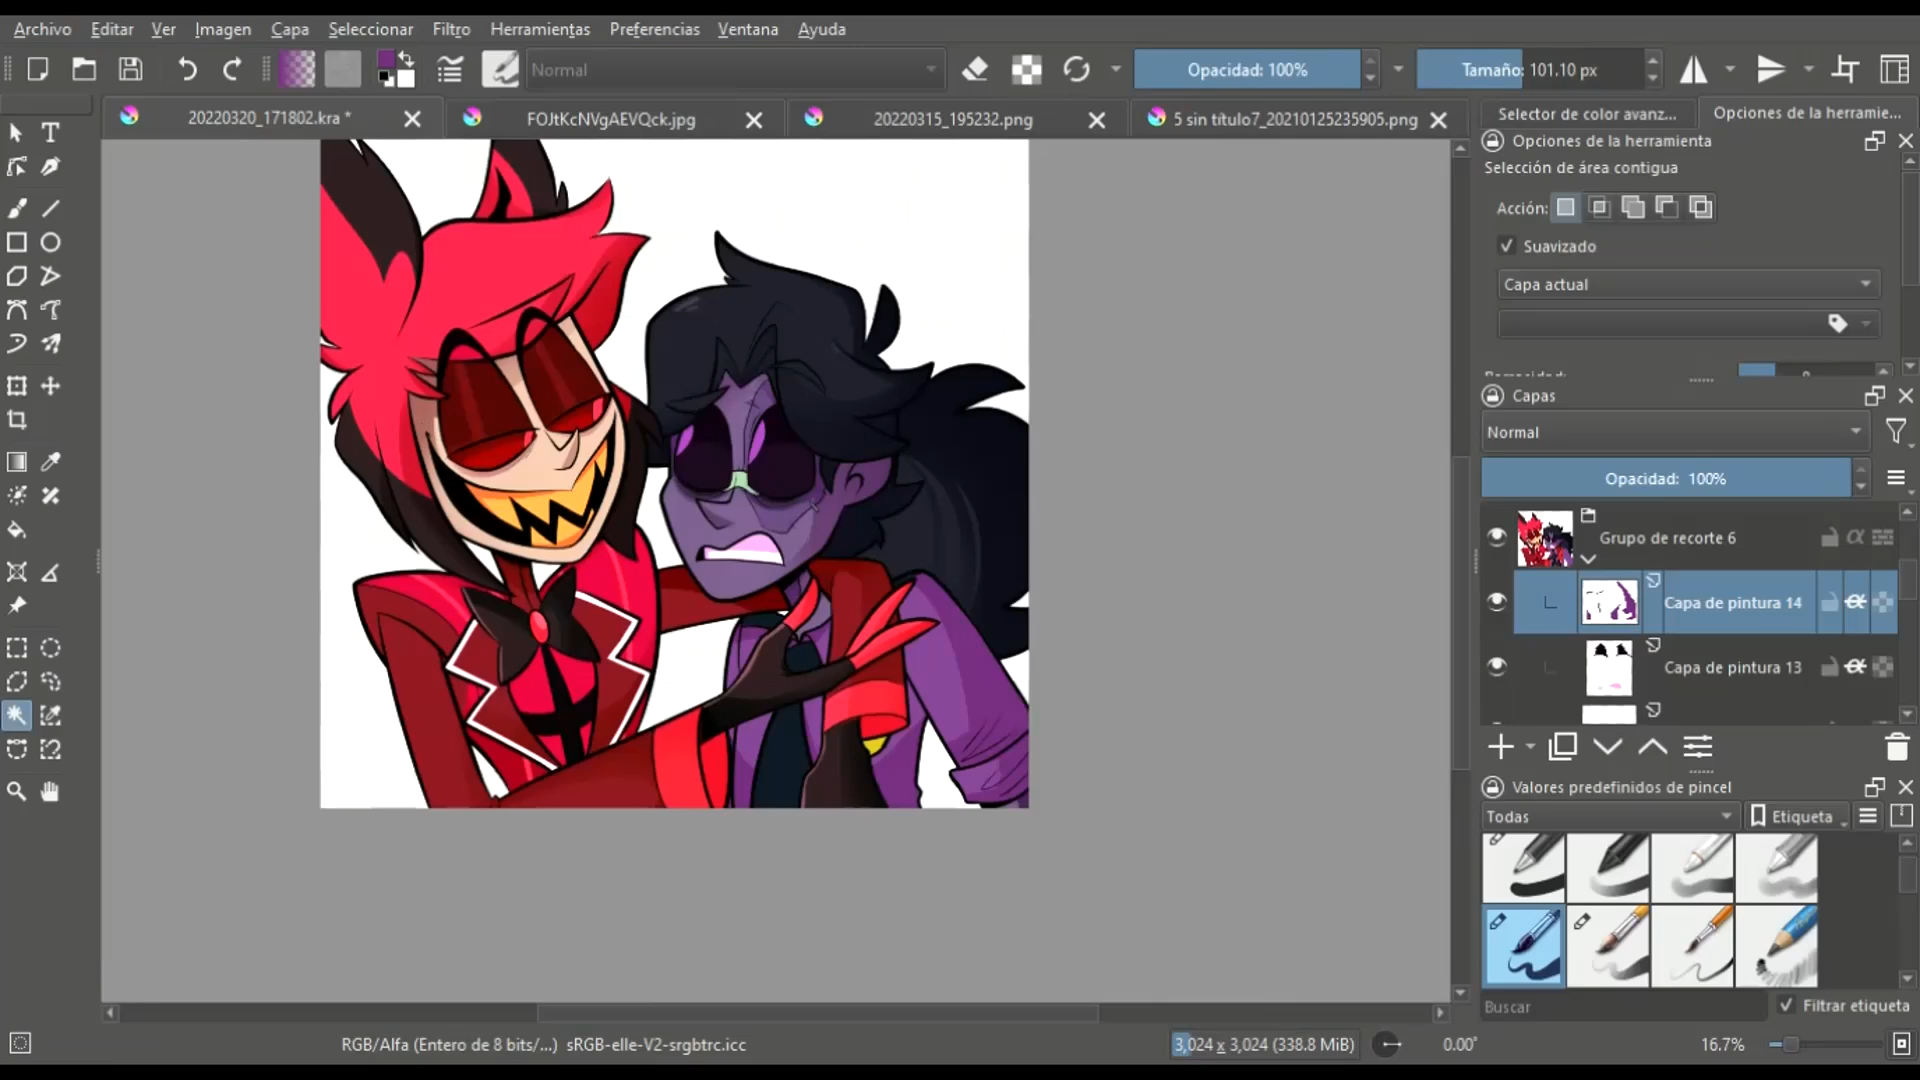 Archivo Editar Ver Imagen Capa Seleccionar Filtro Herramientas Preferencias Ventana Ayuda
Normal Opacidad: 100% Tamaño: 101.10 px
20220320_171802.kra * FOJtKcNVgAEVQck.jpg 20220315_195232.png 5 sin título7_20210125235905.png
Selector de color avanz... Opciones de la herramie...
Opciones de la herramienta
Selección de área contigua
Acción:
Suavizado
Capa actual
Capas
Normal
Opacidad: 100%
Grupo de recorte 6
Capa de pintura 14
Capa de pintura 13
Valores predefinidos de pincel
Todas Etiqueta
Buscar Filtrar etiqueta
RGB/Alfa (Entero de 8 bits/...) sRGB-elle-V2-srgbtrc.icc 3,024 x 3,024 (338.8 MiB) 0.00° 16.7%